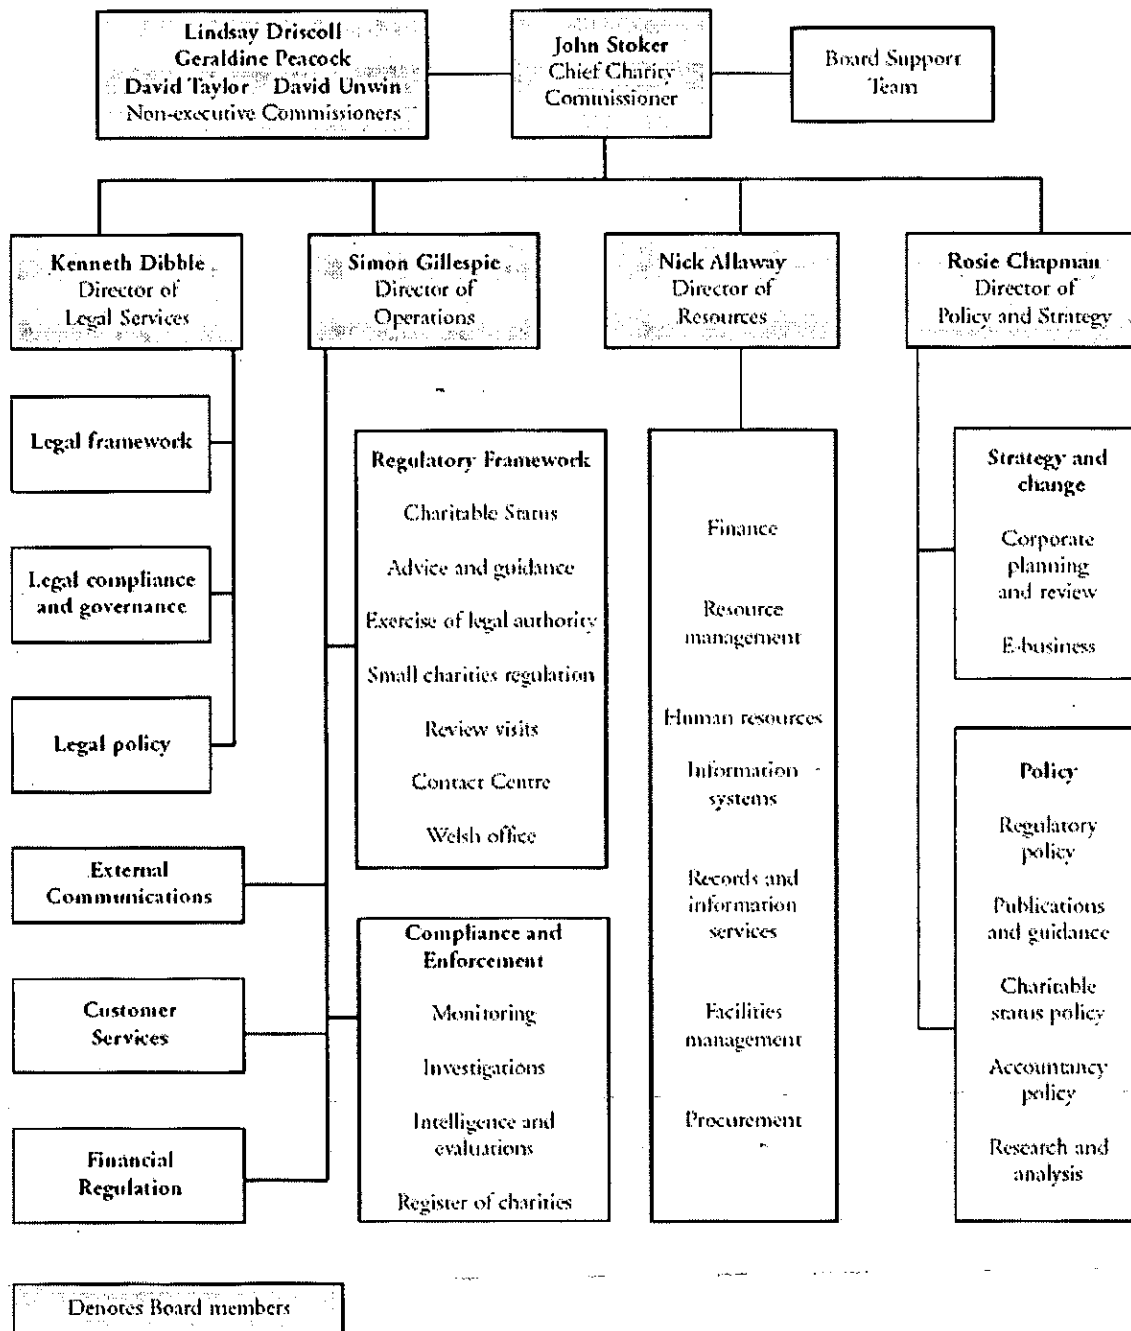 Lindsay Driscoll
Geraldine Peacock
David Taylor David Unwin
Non-executive Commissioners
John Stoker
Chief Charity
Commissioner
Board Support
Team
Kenneth Dibble
Director of
Legal Services
Simon Gillespie
Director of
Operations
Nick Allaway
Director of
Resources
Rosie Chapman
Director of
Policy and Strategy
Legal framework
Legal compliance
and governance
Legal policy
External
Communications
Customer
Services
Financial
Regulation
Regulatory Framework
Charitable Status
Advice and guidance
Exercise of legal authority
Small charities regulation
Review visits
Contact Centre
Welsh office
Compliance and
Enforcement
Monitoring
Investigations
Intelligence and
evaluations
Register of charities
Finance
Resource
management
Human resources
Information
systems
Records and
information
services
Facilities
management
Procurement
Strategy and
change
Corporate
planning
and review
E-business
Policy
Regulatory
policy
Publications
and guidance
Charitable
status policy
Accountancy
policy
Research and
analysis
Denotes Board members